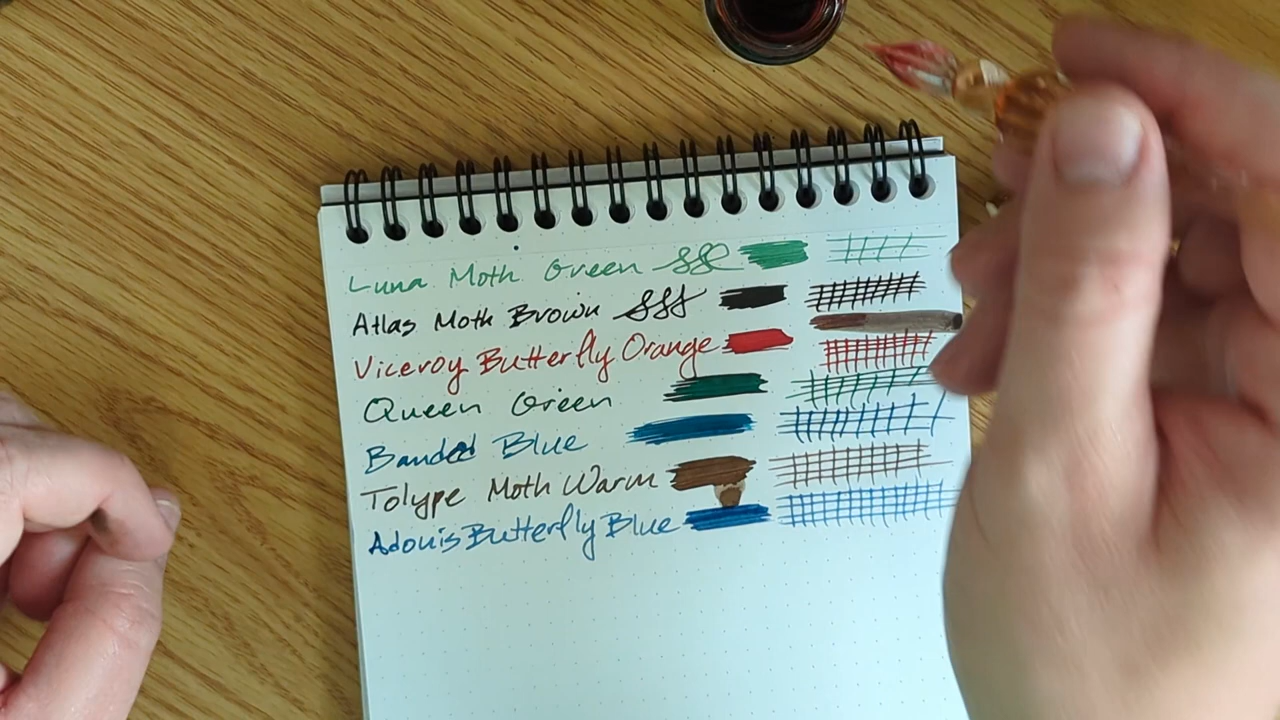 Luna Moth Green
Atlas Moth Brown
Viceroy Butterfly Orange
Queen Green
Banded Blue
Tolype Moth Warm
Adonis Butterfly Blue